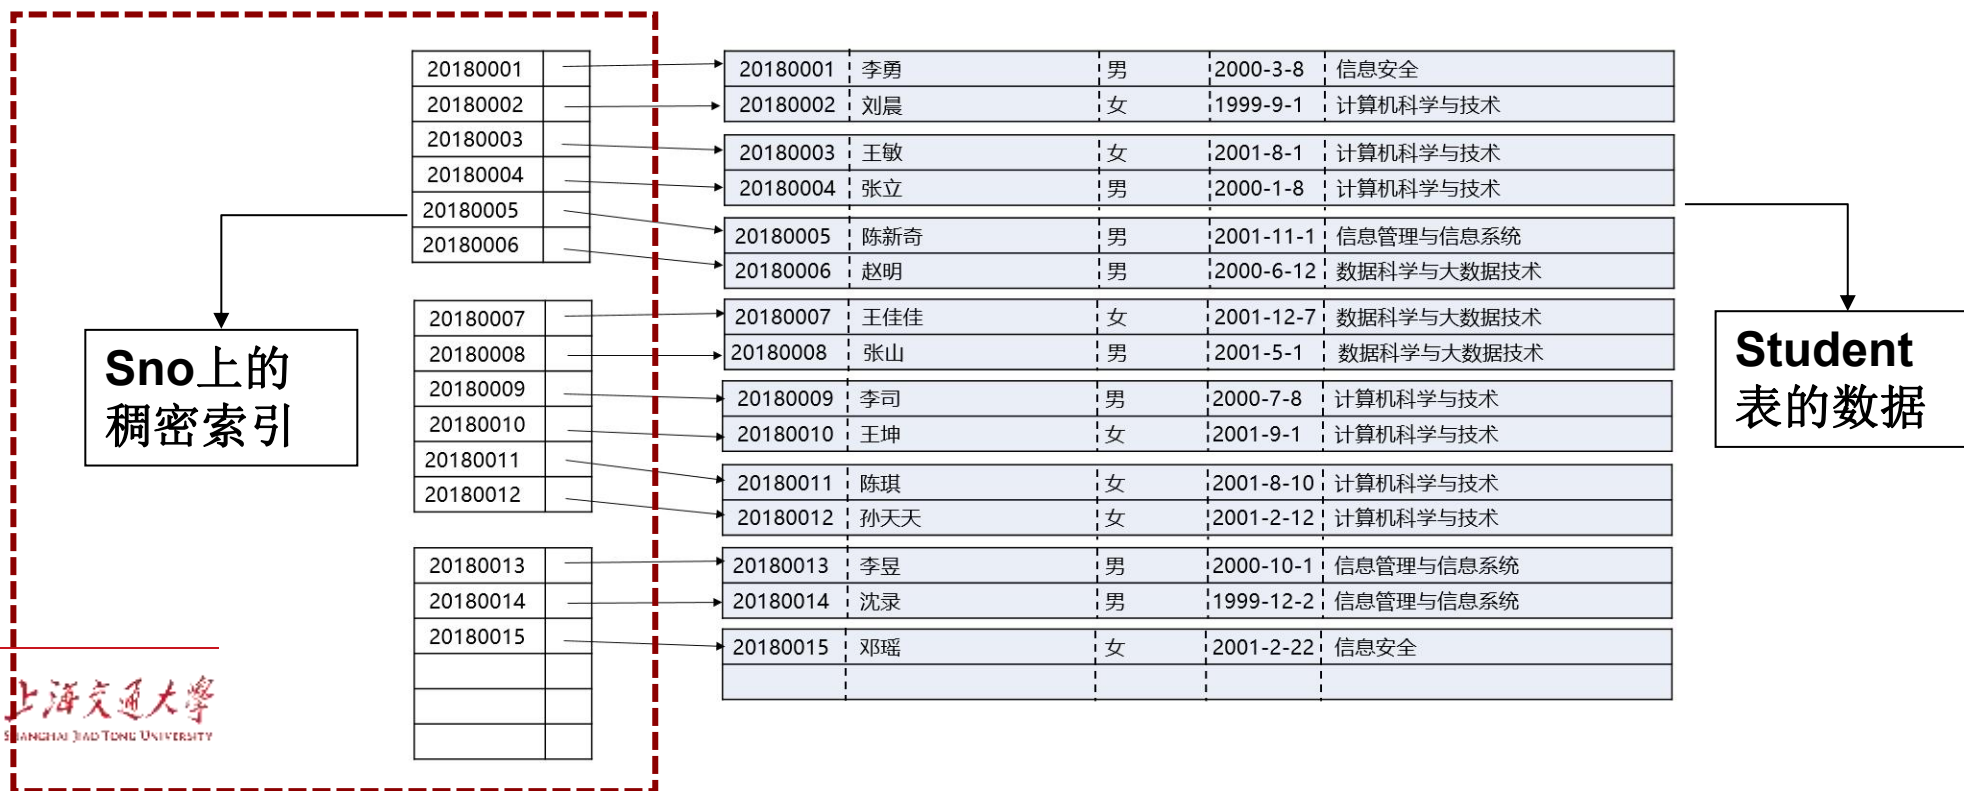 20180001
20180002
20180003
20180004
20180005
20180006
20180007
20180008
20180009
20180010
20180011
20180012
20180013
20180014
20180015
20180001 李勇 男 2000-3-8 信息安全
20180002 刘晨 女 1999-9-1 计算机科学与技术
20180003 王敏 女 2001-8-1 计算机科学与技术
20180004 张立 男 2000-1-8 计算机科学与技术
20180005 陈新奇 男 2001-11-1 信息管理与信息系统
20180006 赵明 男 2000-6-12 数据科学与大数据技术
20180007 王佳佳 女 2001-12-7 数据科学与大数据技术
20180008 张山 男 2001-5-1 数据科学与大数据技术
20180009 李司 男 2000-7-8 计算机科学与技术
20180010 王坤 女 2001-9-1 计算机科学与技术
20180011 陈琪 女 2001-8-10 计算机科学与技术
20180012 孙天天 女 2001-2-12 计算机科学与技术
20180013 李昱 男 2000-10-1 信息管理与信息系统
20180014 沈录 男 1999-12-2 信息管理与信息系统
20180015 邓瑶 女 2001-2-22 信息安全
Sno上的
稠密索引
Student
表的数据
上海交通大學
SHANGHAI JIAO TONG UNIVERSITY